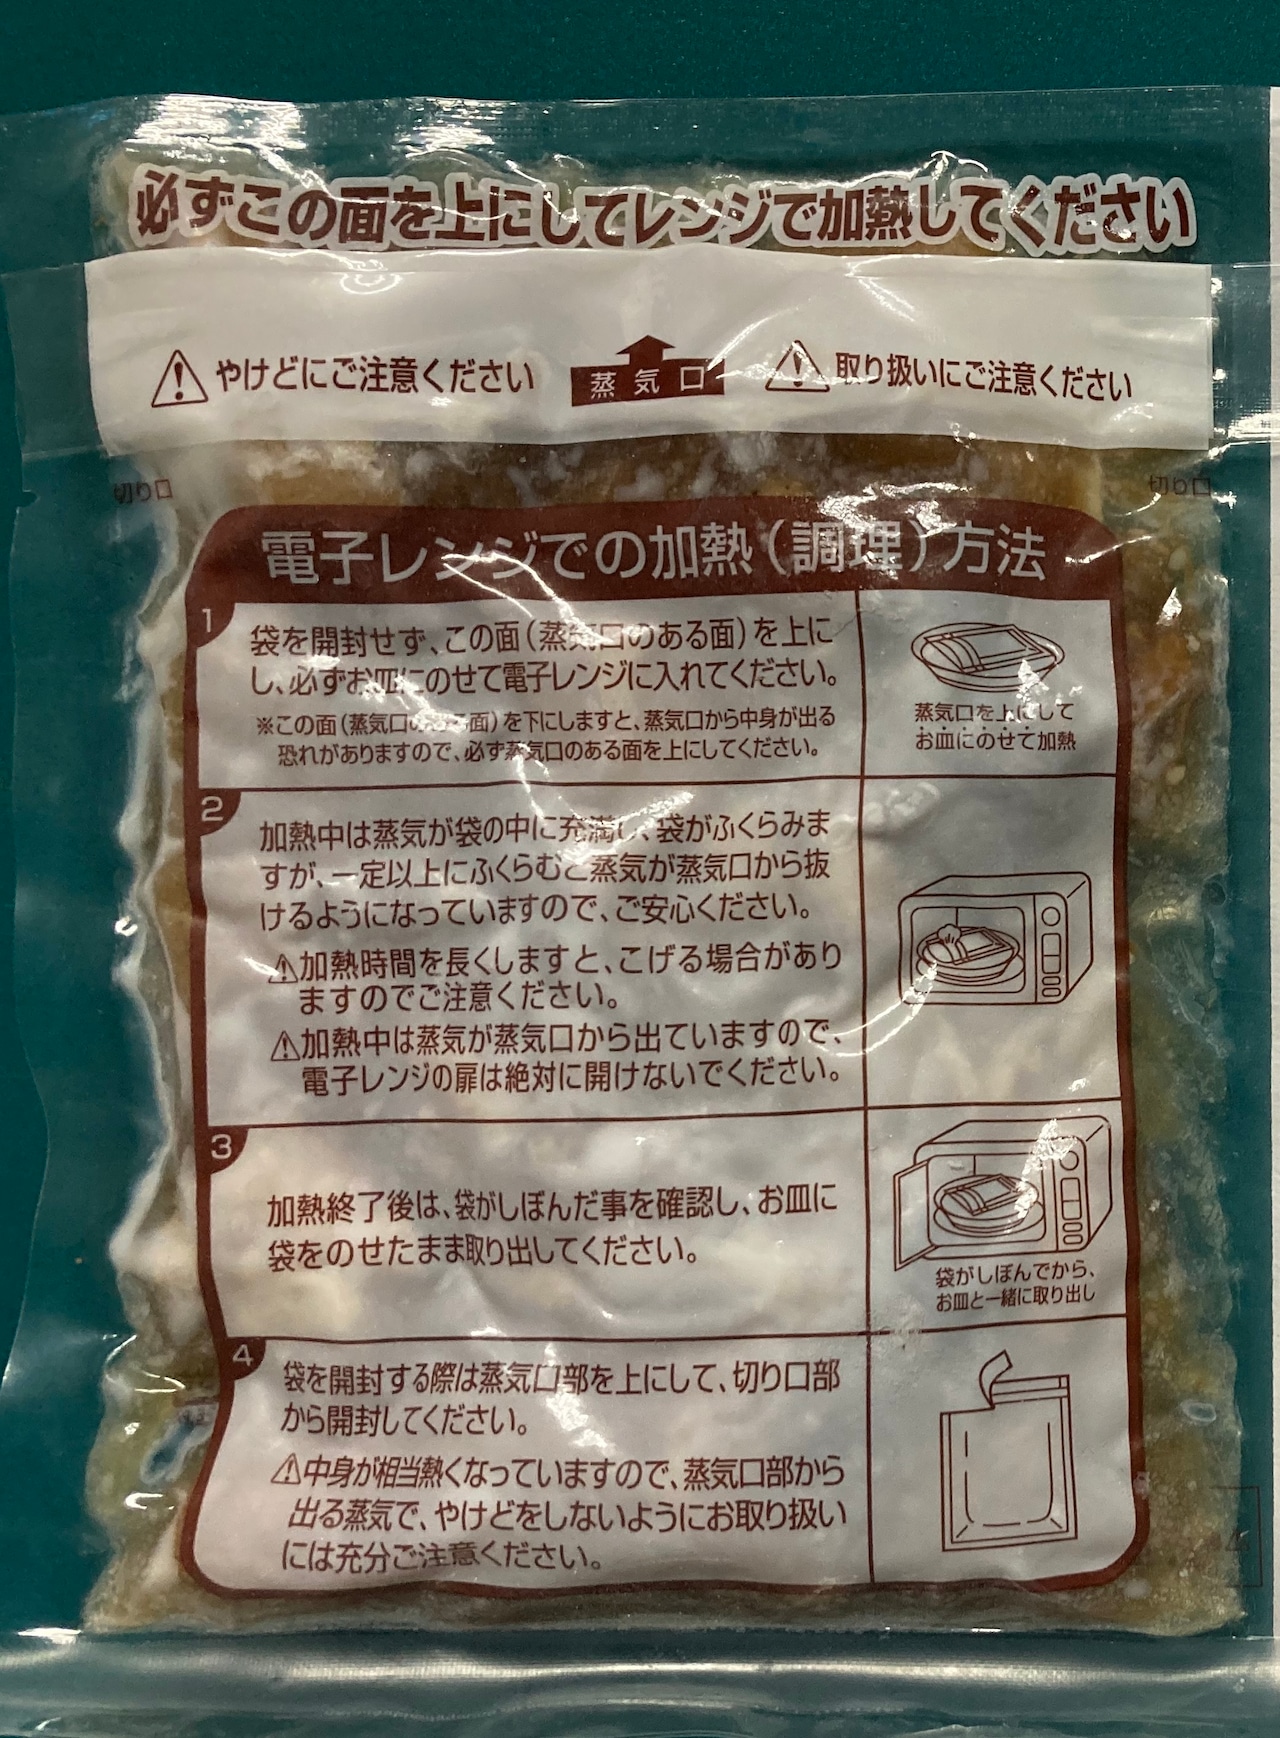 必ずこの面を上にしてレンジで加熱してください
⚠やけどにご注意ください
蒸気口
⚠取り扱いにご注意ください
切り口
切り口
電子レンジでの加熱(調理)方法
1
袋を開封せず、この面(蒸気口のある面)を上に
し、必ずお皿にのせて電子レンジに入れてください。
※この面(蒸気口のある面)を下にしますと、蒸気口から中身が出る
恐れがありますので、必ず蒸気口のある面を上にしてください。
蒸気口を上にして
お皿にのせて加熱
2
加熱中は蒸気が袋の中に充満し、袋がふくらみま
すが、一定以上にふくらむと蒸気が蒸気口から抜
けるようになっていますので、ご安心ください。
⚠加熱時間を長くしますと、こげる場合があり
ますのでご注意ください。
⚠加熱中は蒸気が蒸気口から出ていますので、
電子レンジの扉は絶対に開けないでください。
3
加熱終了後は、袋がしぼんだ事を確認し、お皿に
袋をのせたまま取り出してください。
袋がしぼんでから、
お皿と一緒に取り出し
4
袋を開封する際は蒸気口部を上にして、切り口部
から開封してください。
⚠中身が相当熱くなっていますので、蒸気口部から
出る蒸気で、やけどをしないようにお取り扱い
には充分ご注意ください。